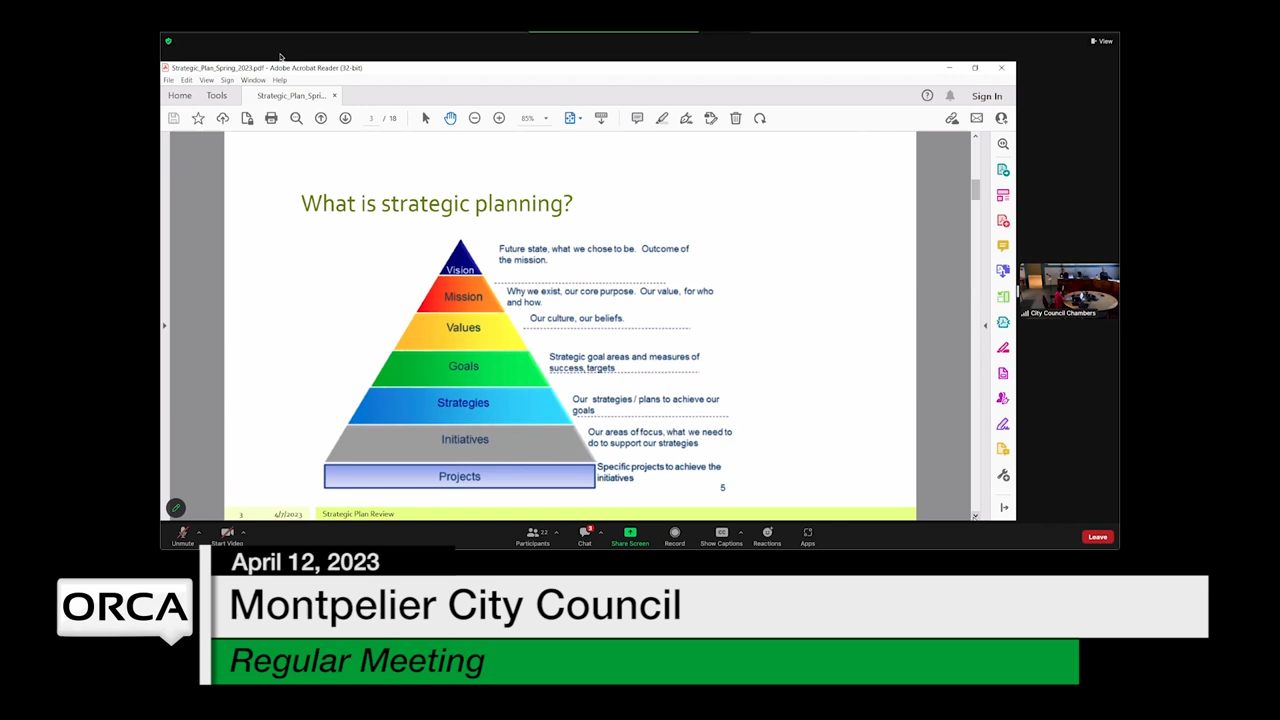 View
Strategic_Plan_Spring_2023.pdf - Adobe Acrobat Reader (32-bit)
File Edit View Sign Window Help
Home Tools Strategic_Plan_Spri... × Sign In
3 / 18 85%
What is strategic planning?
Vision
Future state, what we chose to be. Outcome of
the mission.
Mission
Why we exist, our core purpose. Our value, for who
and how.
Values
Our culture, our beliefs.
Goals
Strategic goal areas and measures of
success, targets
Strategies
Our strategies / plans to achieve our
goals
Initiatives
Our areas of focus, what we need to
do to support our strategies
Projects
Specific projects to achieve the
initiatives
5
3 4/7/2023 Strategic Plan Review
City Council Chambers
Unmute Start Video Participants 22 Chat 3 Share Screen Record Show Captions Reactions Apps Leave
April 12, 2023
ORCA
Montpelier City Council
Regular Meeting